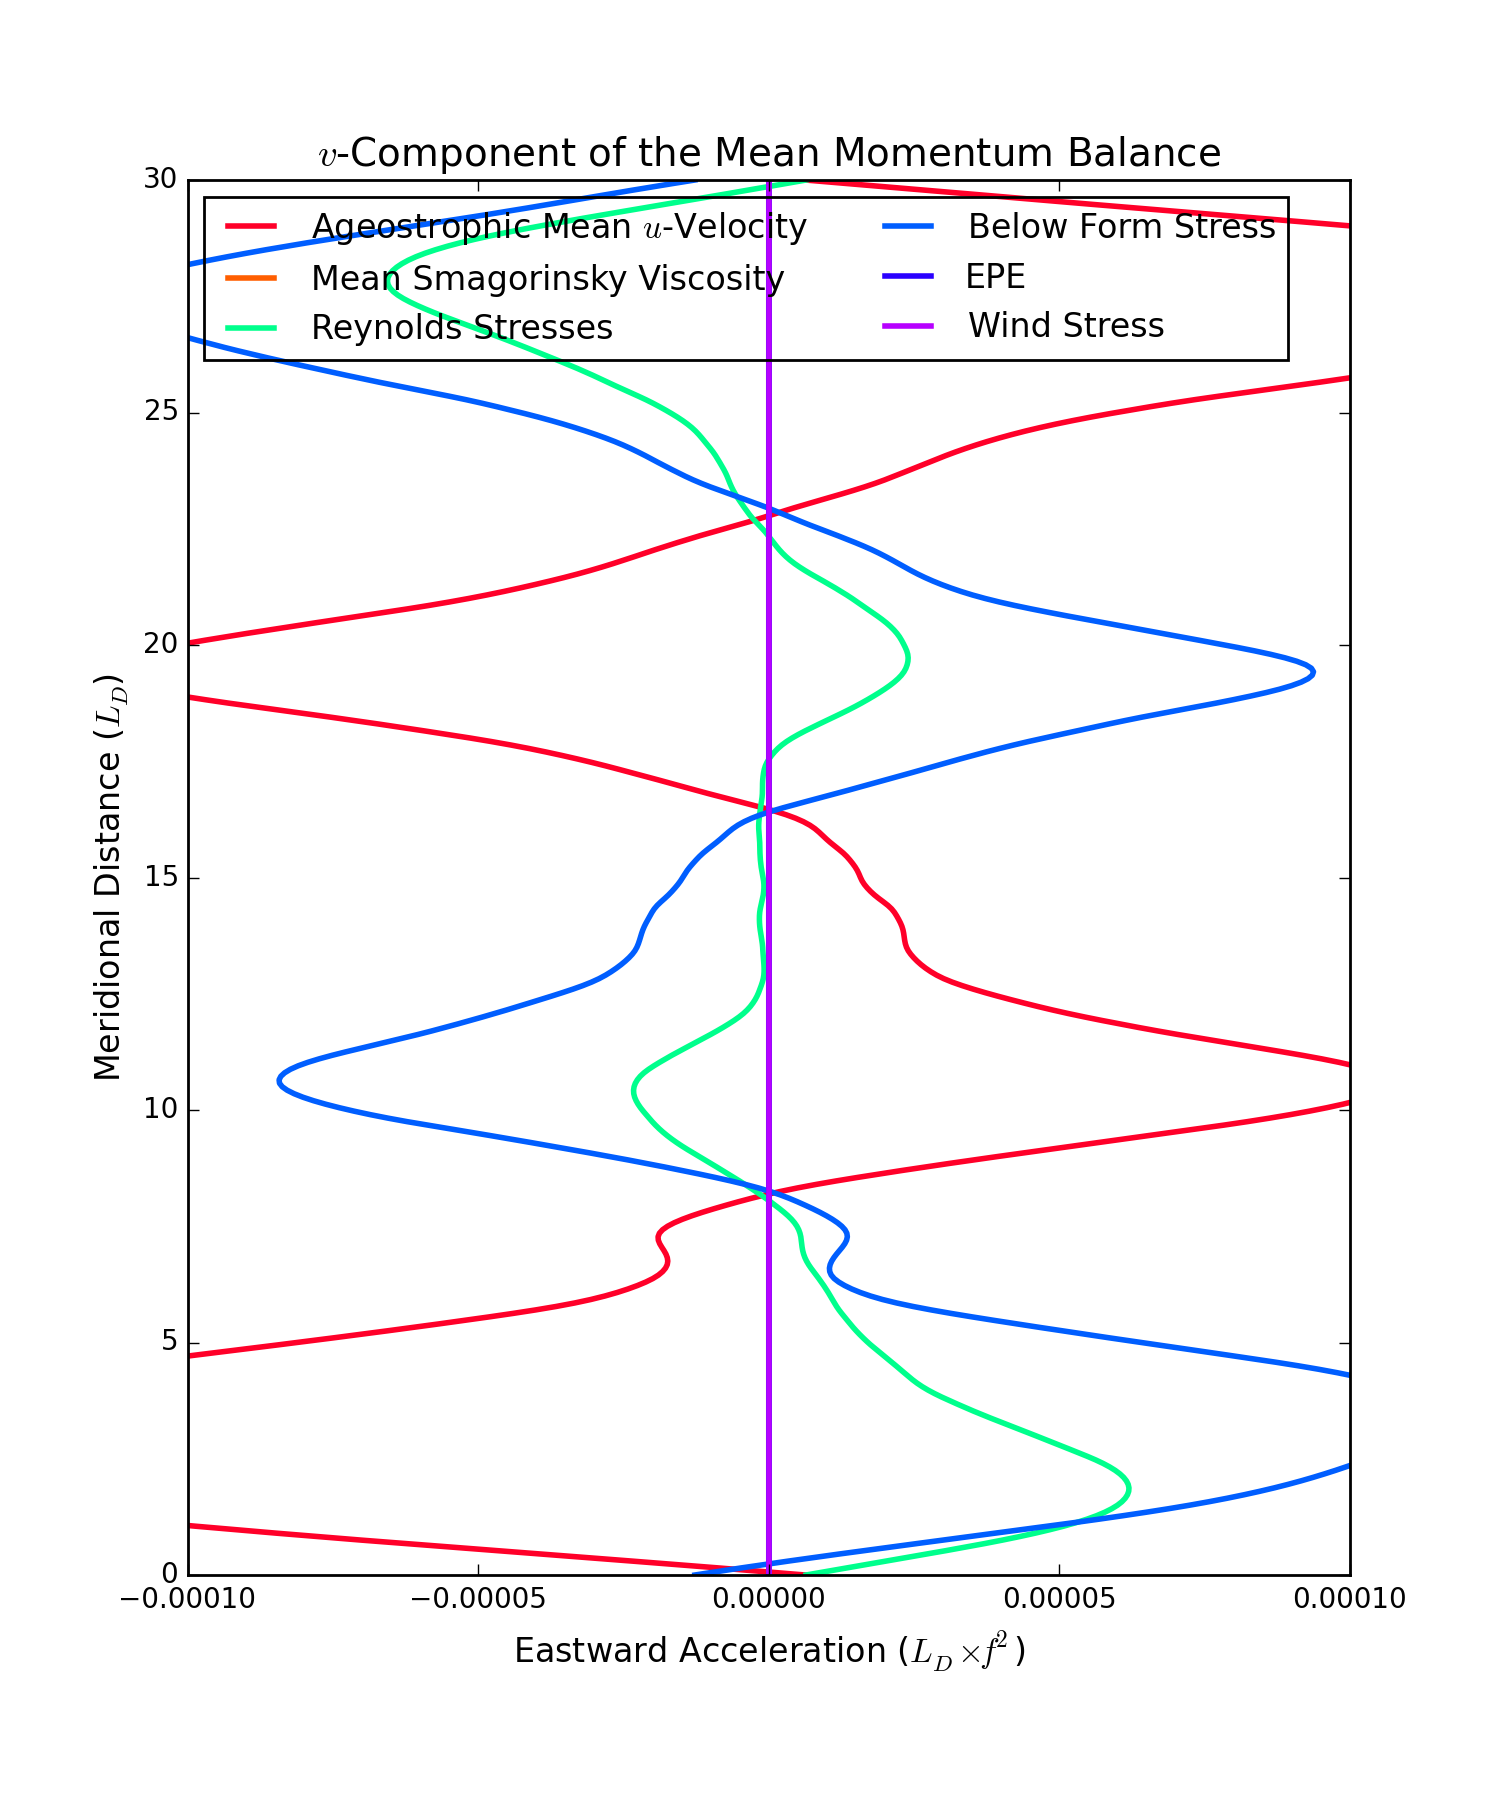 v-Component of the Mean Momentum Balance
Ageostrophic Mean u-Velocity
Mean Smagorinsky Viscosity
Reynolds Stresses
Below Form Stress
EPE
Wind Stress
Meridional Distance (L_D)
30
25
20
15
10
5
0
−0.00010 −0.00005 0.00000 0.00005 0.00010
Eastward Acceleration (L_D × f²)